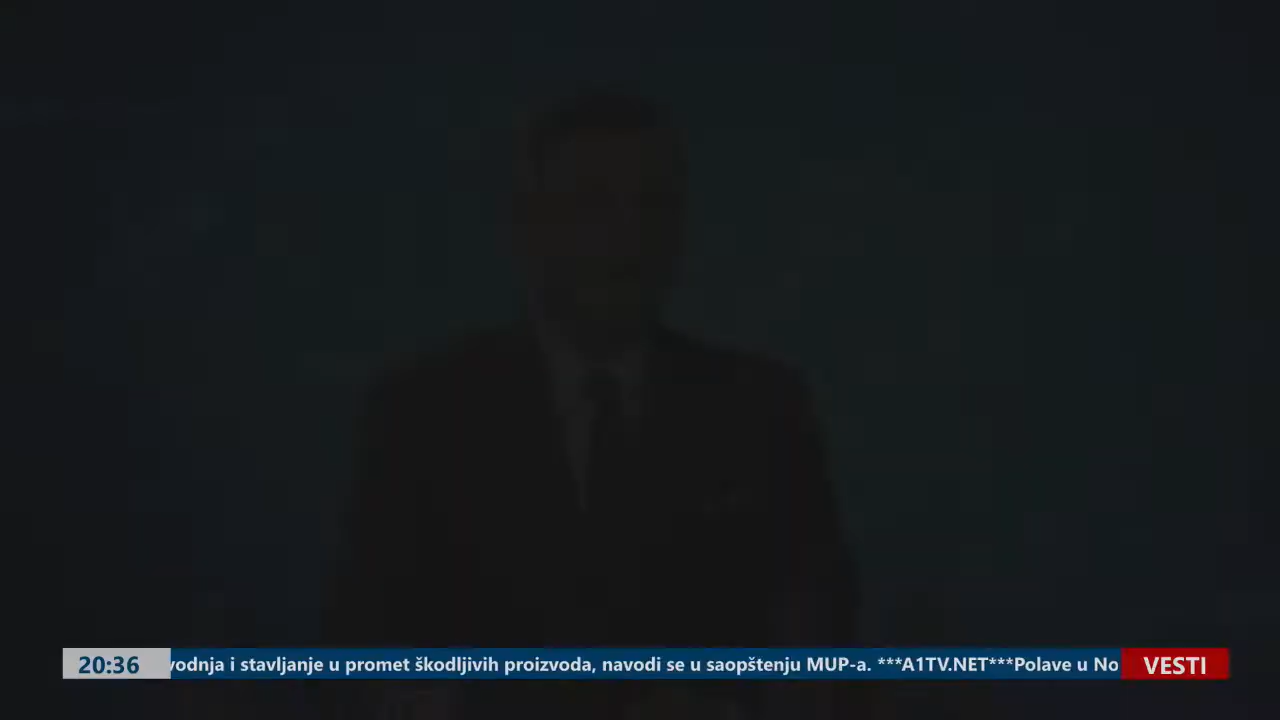 20:36 vodnja i stavljanje u promet škodljivih proizvoda, navodi se u saopštenju MUP-a. ***A1TV.NET***Polave u No VESTI